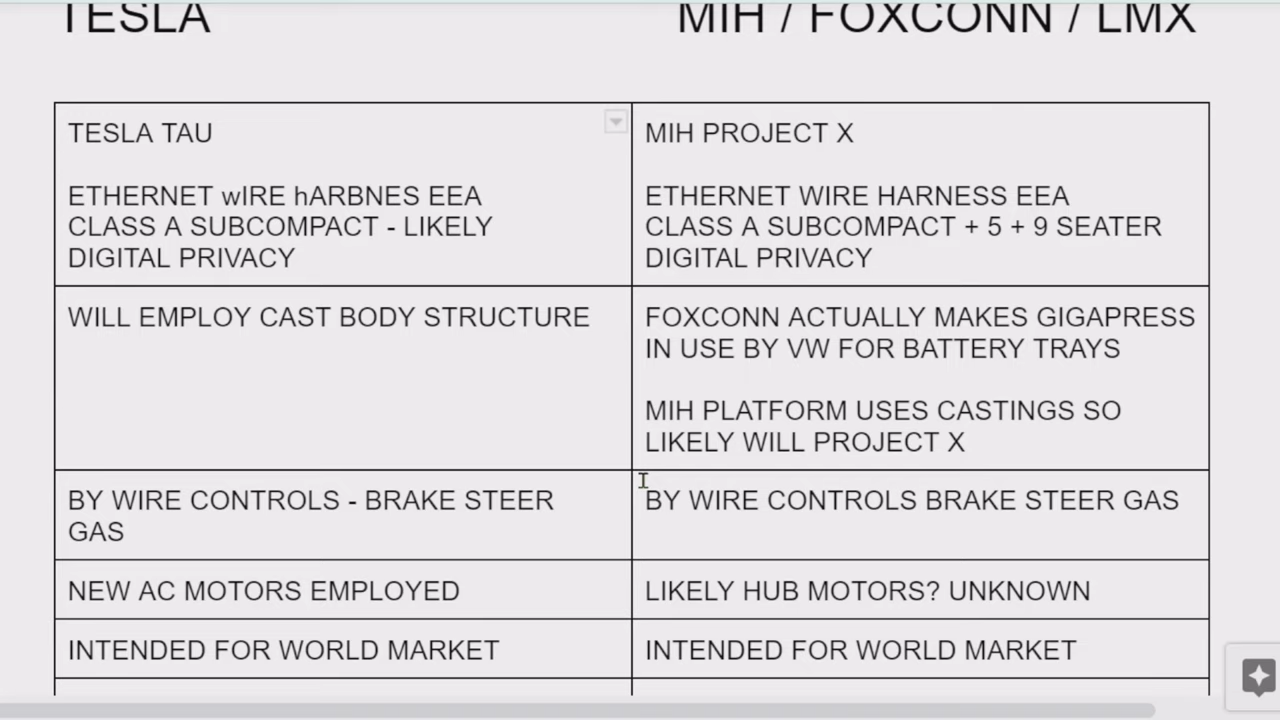 TESLA
MIH / FOXCONN / LMX
TESLA TAU
ETHERNET wIRE hARBNES EEA
CLASS A SUBCOMPACT - LIKELY
DIGITAL PRIVACY
MIH PROJECT X
ETHERNET WIRE HARNESS EEA
CLASS A SUBCOMPACT + 5 + 9 SEATER
DIGITAL PRIVACY
WILL EMPLOY CAST BODY STRUCTURE
FOXCONN ACTUALLY MAKES GIGAPRESS
IN USE BY VW FOR BATTERY TRAYS
MIH PLATFORM USES CASTINGS SO
LIKELY WILL PROJECT X
BY WIRE CONTROLS - BRAKE STEER
GAS
BY WIRE CONTROLS BRAKE STEER GAS
NEW AC MOTORS EMPLOYED
LIKELY HUB MOTORS? UNKNOWN
INTENDED FOR WORLD MARKET
INTENDED FOR WORLD MARKET